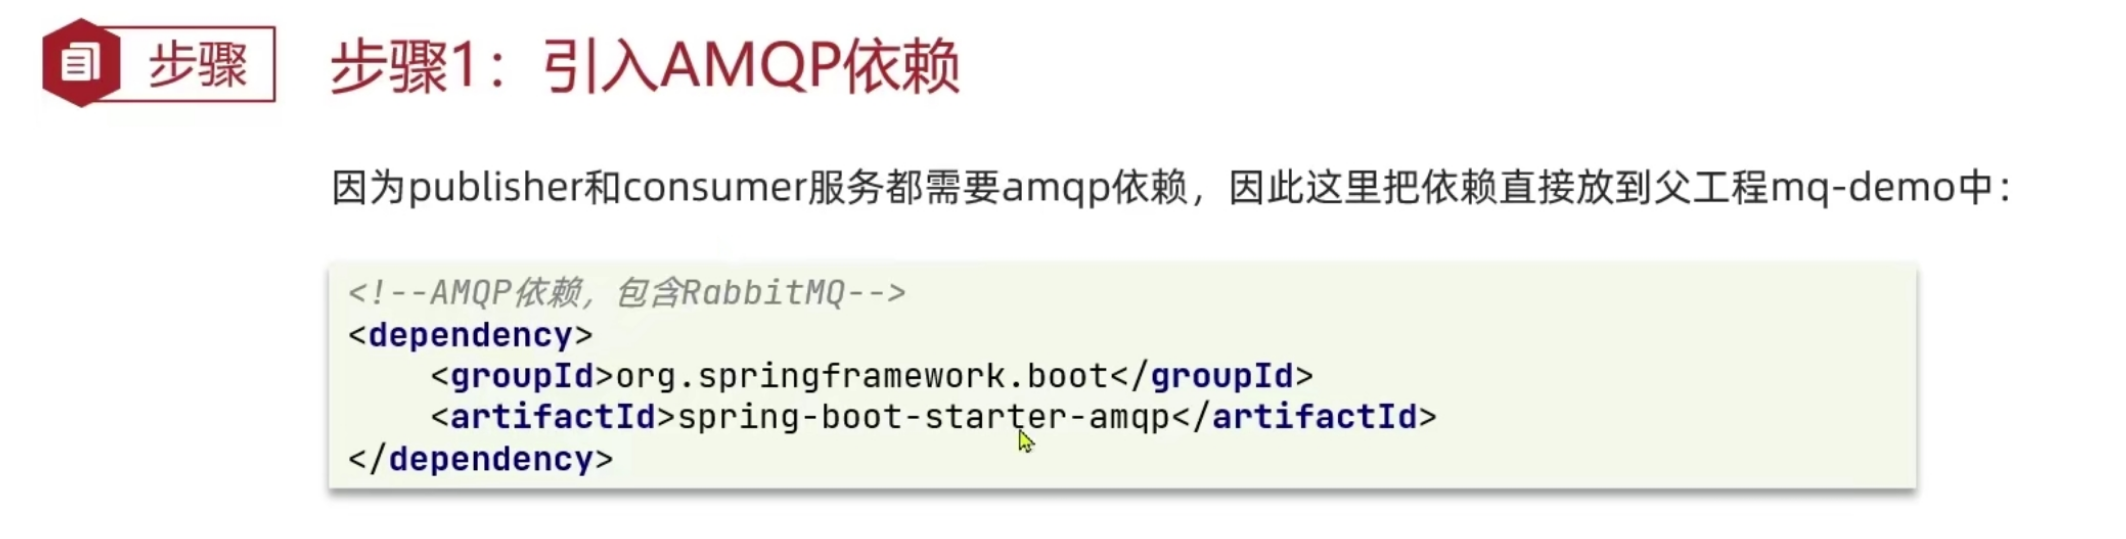 步骤
步骤1：引入AMQP依赖
因为publisher和consumer服务都需要amqp依赖，因此这里把依赖直接放到父工程mq-demo中：
<!--AMQP依赖，包含RabbitMQ-->
<dependency>
    <groupId>org.springframework.boot</groupId>
    <artifactId>spring-boot-starter-amqp</artifactId>
</dependency>